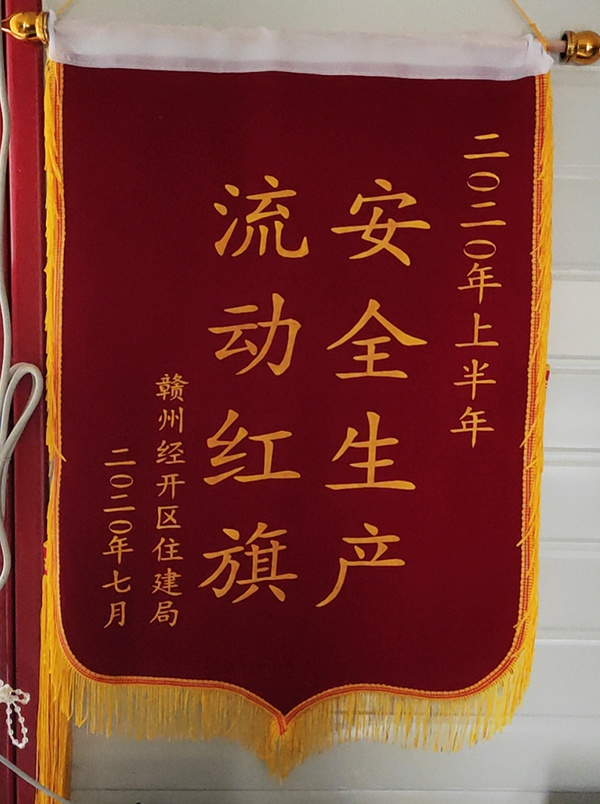 二〇二〇年上半年
安全生产
流动红旗
赣州经开区住建局
二〇二〇年七月